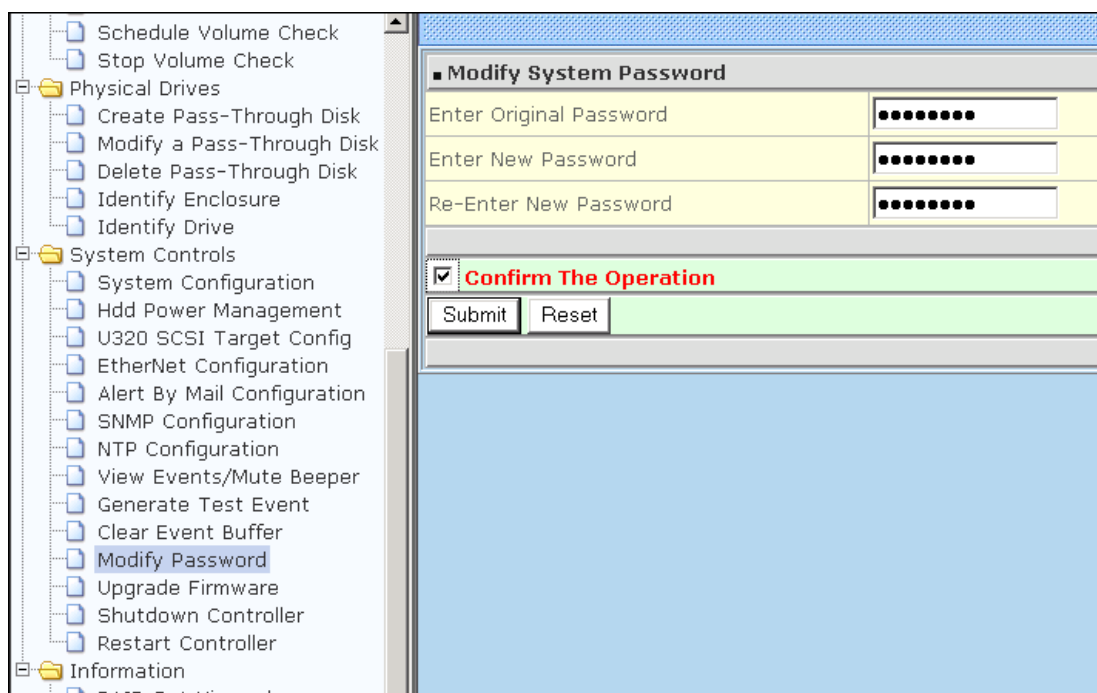 Schedule Volume Check
Stop Volume Check
Physical Drives
Create Pass-Through Disk
Modify a Pass-Through Disk
Delete Pass-Through Disk
Identify Enclosure
Identify Drive
System Controls
System Configuration
Hdd Power Management
U320 SCSI Target Config
EtherNet Configuration
Alert By Mail Configuration
SNMP Configuration
NTP Configuration
View Events/Mute Beeper
Generate Test Event
Clear Event Buffer
Modify Password
Upgrade Firmware
Shutdown Controller
Restart Controller
Information
Modify System Password
Enter Original Password ●●●●●●●●
Enter New Password ●●●●●●●●
Re-Enter New Password ●●●●●●●●
Confirm The Operation
Submit Reset